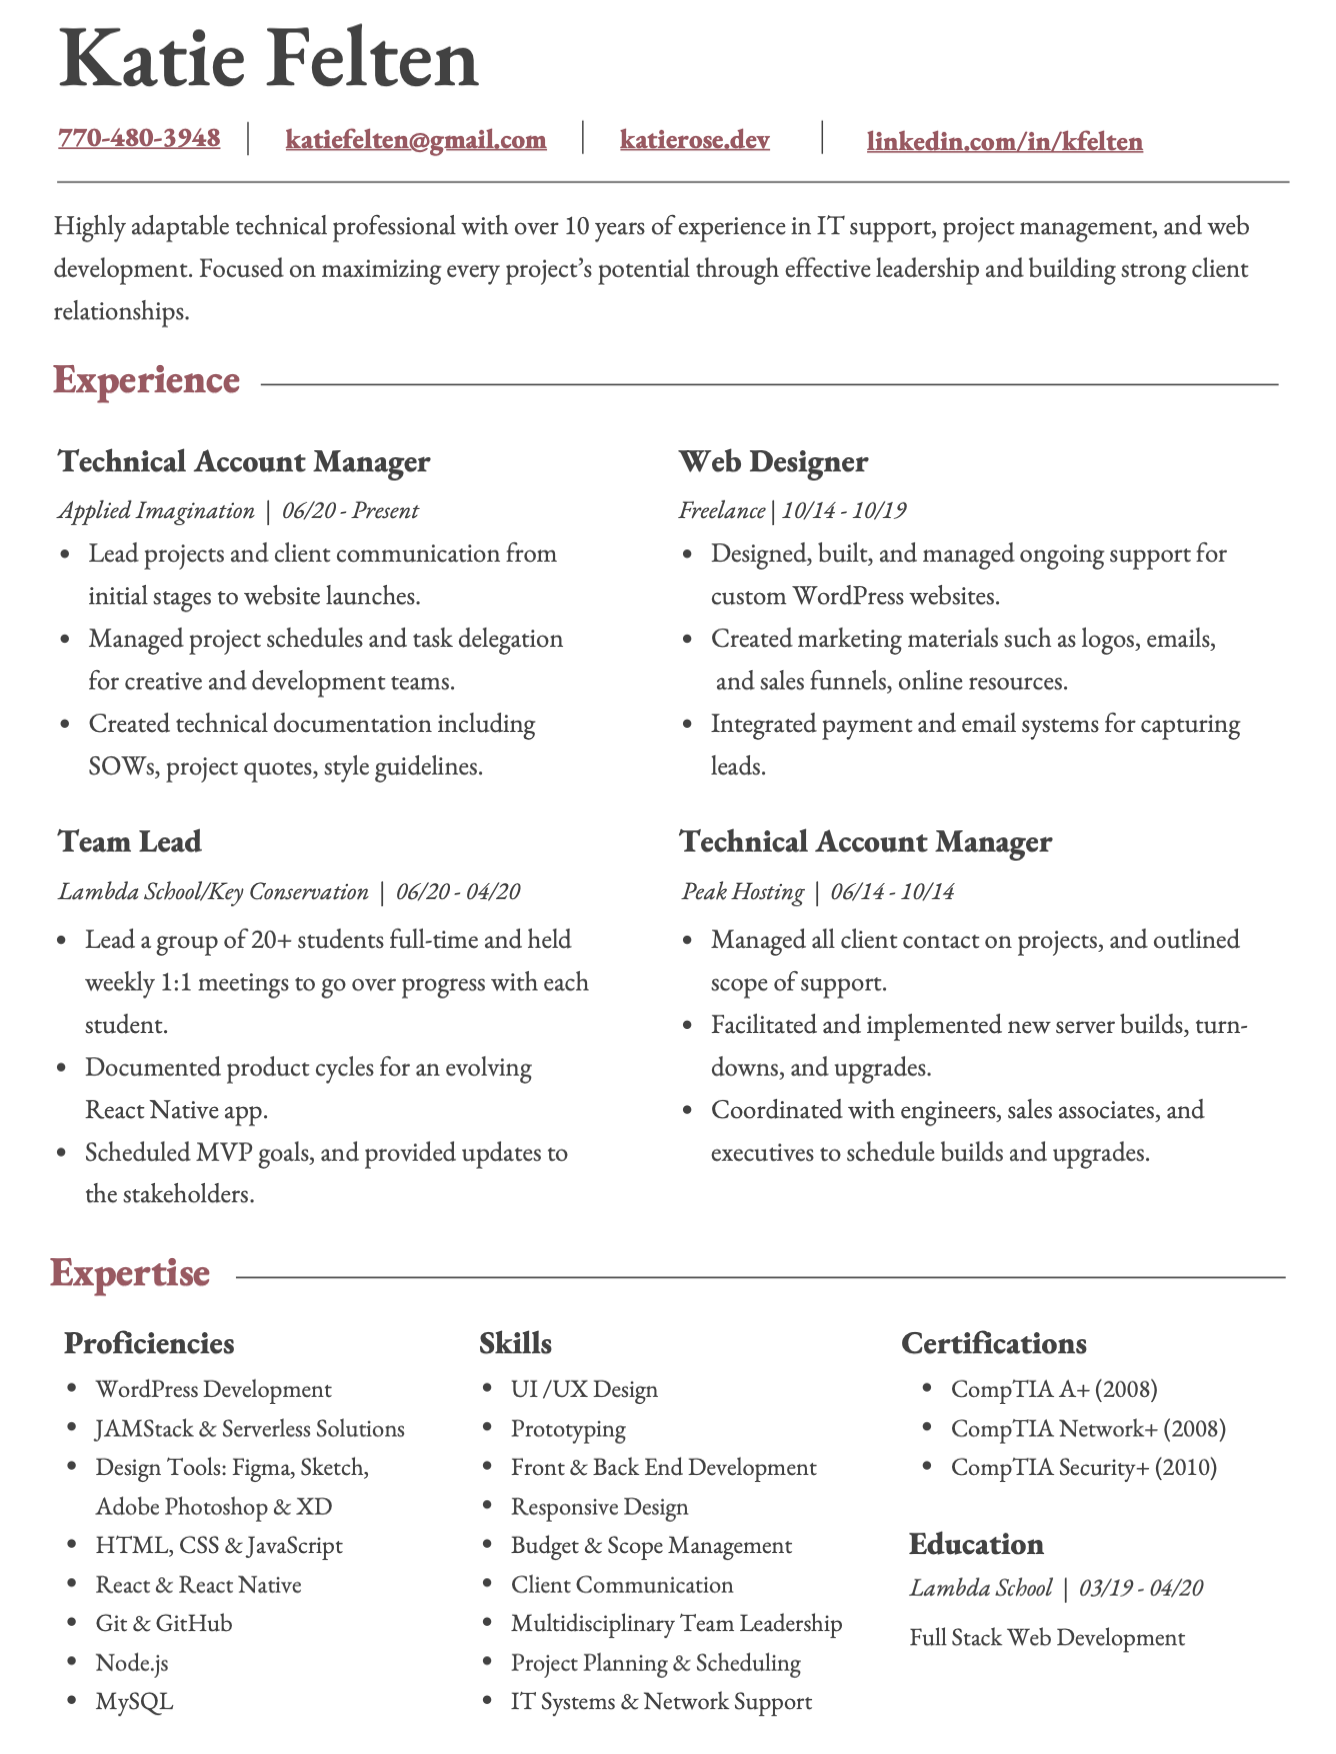 Katie Felten
770-480-3948 | katiefelten@gmail.com | katierose.dev | linkedin.com/in/kfelten
Highly adaptable technical professional with over 10 years of experience in IT support, project management, and web
development. Focused on maximizing every project’s potential through effective leadership and building strong client
relationships.
Experience
Technical Account Manager
Applied Imagination | 06/20 - Present
• Lead projects and client communication from
initial stages to website launches.
• Managed project schedules and task delegation
for creative and development teams.
• Created technical documentation including
SOWs, project quotes, style guidelines.
Team Lead
Lambda School/Key Conservation | 06/20 - 04/20
• Lead a group of 20+ students full-time and held
weekly 1:1 meetings to go over progress with each
student.
• Documented product cycles for an evolving
React Native app.
• Scheduled MVP goals, and provided updates to
the stakeholders.
Web Designer
Freelance | 10/14 - 10/19
• Designed, built, and managed ongoing support for
custom WordPress websites.
• Created marketing materials such as logos, emails,
and sales funnels, online resources.
• Integrated payment and email systems for capturing
leads.
Technical Account Manager
Peak Hosting | 06/14 - 10/14
• Managed all client contact on projects, and outlined
scope of support.
• Facilitated and implemented new server builds, turn-
downs, and upgrades.
• Coordinated with engineers, sales associates, and
executives to schedule builds and upgrades.
Expertise
Proficiencies
• WordPress Development
• JAMStack & Serverless Solutions
• Design Tools: Figma, Sketch,
Adobe Photoshop & XD
• HTML, CSS & JavaScript
• React & React Native
• Git & GitHub
• Node.js
• MySQL
Skills
• UI /UX Design
• Prototyping
• Front & Back End Development
• Responsive Design
• Budget & Scope Management
• Client Communication
• Multidisciplinary Team Leadership
• Project Planning & Scheduling
• IT Systems & Network Support
Certifications
• CompTIA A+ (2008)
• CompTIA Network+ (2008)
• CompTIA Security+ (2010)
Education
Lambda School | 03/19 - 04/20
Full Stack Web Development